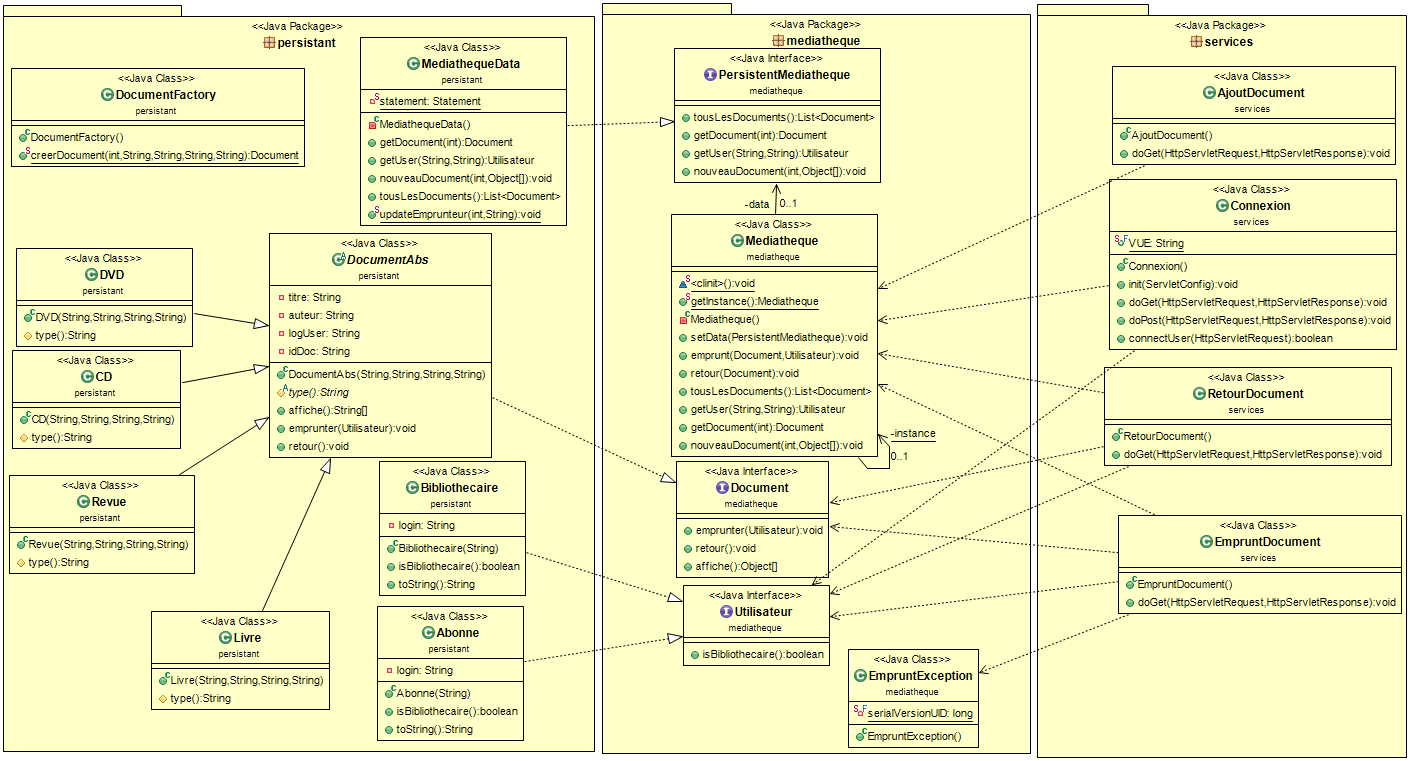 <<Java Package>>
persistant
<<Java Class>>
DocumentFactory
persistant
DocumentFactory()
creerDocument(int,String,String,String,String):Document
<<Java Class>>
MediathequeData
persistant
statement: Statement
MediathequeData()
getDocument(int):Document
getUser(String,String):Utilisateur
nouveauDocument(int,Object[]):void
tousLesDocuments():List<Document>
updateEmprunteur(int,String):void
<<Java Class>>
DVD
persistant
DVD(String,String,String,String)
type():String
<<Java Class>>
CD
persistant
CD(String,String,String,String)
type():String
<<Java Class>>
Revue
persistant
Revue(String,String,String,String)
type():String
<<Java Class>>
Livre
persistant
Livre(String,String,String,String)
type():String
<<Java Class>>
DocumentAbs
persistant
titre: String
auteur: String
logUser: String
idDoc: String
DocumentAbs(String,String,String,String)
type():String
affiche():String[]
emprunter(Utilisateur):void
retour():void
<<Java Class>>
Bibliothecaire
persistant
login: String
Bibliothecaire(String)
isBibliothecaire():boolean
toString():String
<<Java Class>>
Abonne
persistant
login: String
Abonne(String)
isBibliothecaire():boolean
toString():String
<<Java Package>>
mediatheque
<<Java Interface>>
PersistentMediatheque
mediatheque
tousLesDocuments():List<Document>
getDocument(int):Document
getUser(String,String):Utilisateur
nouveauDocument(int,Object[]):void
-data
0..1
<<Java Class>>
Mediatheque
mediatheque
<clinit>():void
getInstance():Mediatheque
Mediatheque()
setData(PersistentMediatheque):void
emprunt(Document,Utilisateur):void
retour(Document):void
tousLesDocuments():List<Document>
getUser(String,String):Utilisateur
getDocument(int):Document
nouveauDocument(int,Object[]):void
-instance
0..1
<<Java Interface>>
Document
mediatheque
emprunter(Utilisateur):void
retour():void
affiche():Object[]
<<Java Interface>>
Utilisateur
mediatheque
isBibliothecaire():boolean
<<Java Class>>
EmpruntException
mediatheque
serialVersionUID: long
EmpruntException()
<<Java Package>>
services
<<Java Class>>
AjoutDocument
services
AjoutDocument()
doGet(HttpServletRequest,HttpServletResponse):void
<<Java Class>>
Connexion
services
VUE: String
Connexion()
init(ServletConfig):void
doGet(HttpServletRequest,HttpServletResponse):void
doPost(HttpServletRequest,HttpServletResponse):void
connectUser(HttpServletRequest):boolean
<<Java Class>>
RetourDocument
services
RetourDocument()
doGet(HttpServletRequest,HttpServletResponse):void
<<Java Class>>
EmpruntDocument
services
EmpruntDocument()
doGet(HttpServletRequest,HttpServletResponse):void